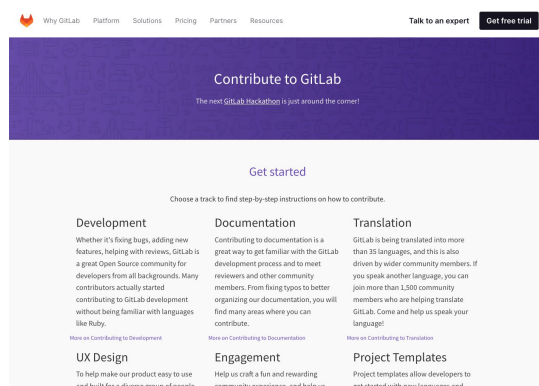 Why GitLab Platform Solutions Pricing Partners Resources Talk to an expert Get free trial
Contribute to GitLab
The next GitLab Hackathon is just around the corner!
Get started
Choose a track to find step-by-step instructions on how to contribute.
Development
Whether it's fixing bugs, adding new
features, helping with reviews, GitLab is
a great Open Source community for
developers from all backgrounds. Many
contributors actually started
contributing to GitLab development
without being familiar with languages
like Ruby.
More on Contributing to Development
Documentation
Contributing to documentation is a
great way to get familiar with the GitLab
development process and to meet
reviewers and other community
members. From fixing typos to better
organizing our documentation, you will
find many areas where you can
contribute.
More on Contributing to Documentation
Translation
GitLab is being translated into more
than 35 languages, and this is also
driven by wider community members. If
you speak another language, you can
join more than 1,500 community
members who are helping translate
GitLab. Come and help us speak your
language!
More on Contributing to Translation
UX Design
To help make our product easy to use
Engagement
Help us craft a fun and rewarding
Project Templates
Project templates allow developers to